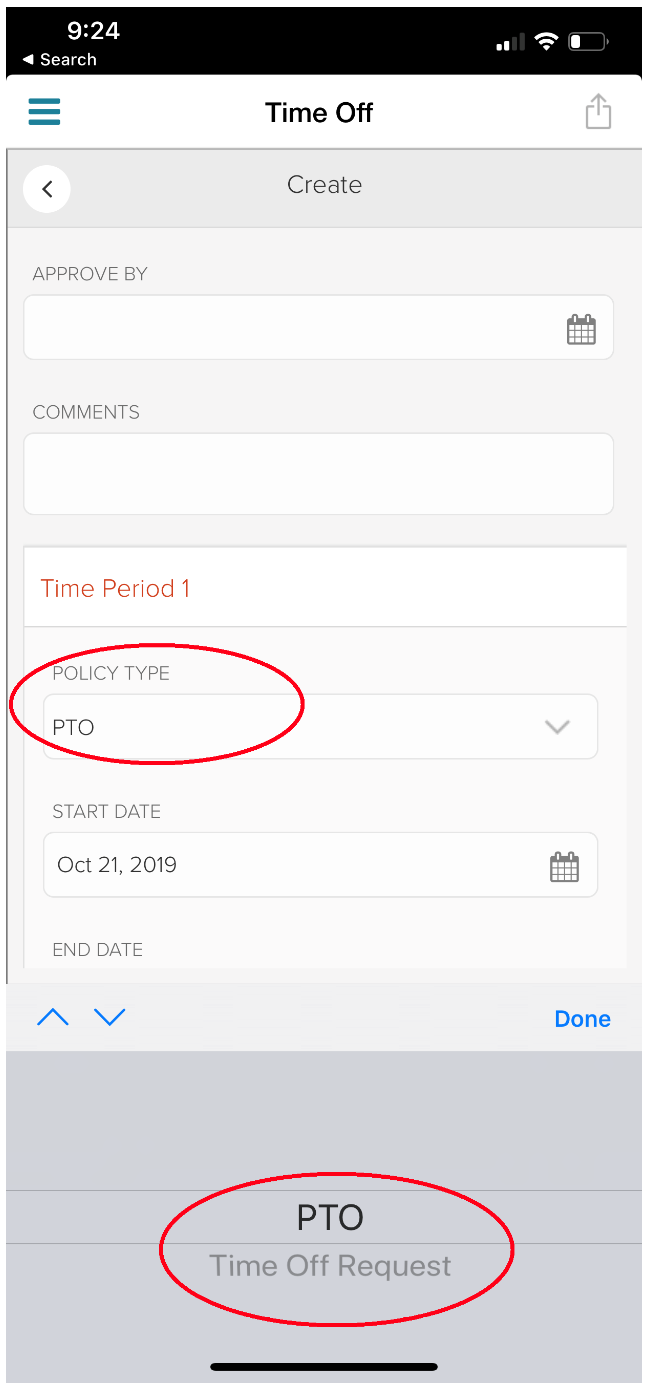 9:24
Search
Time Off
Create
APPROVE BY
COMMENTS
Time Period 1
POLICY TYPE
PTO
START DATE
Oct 21, 2019
END DATE
Done
PTO
Time Off Request